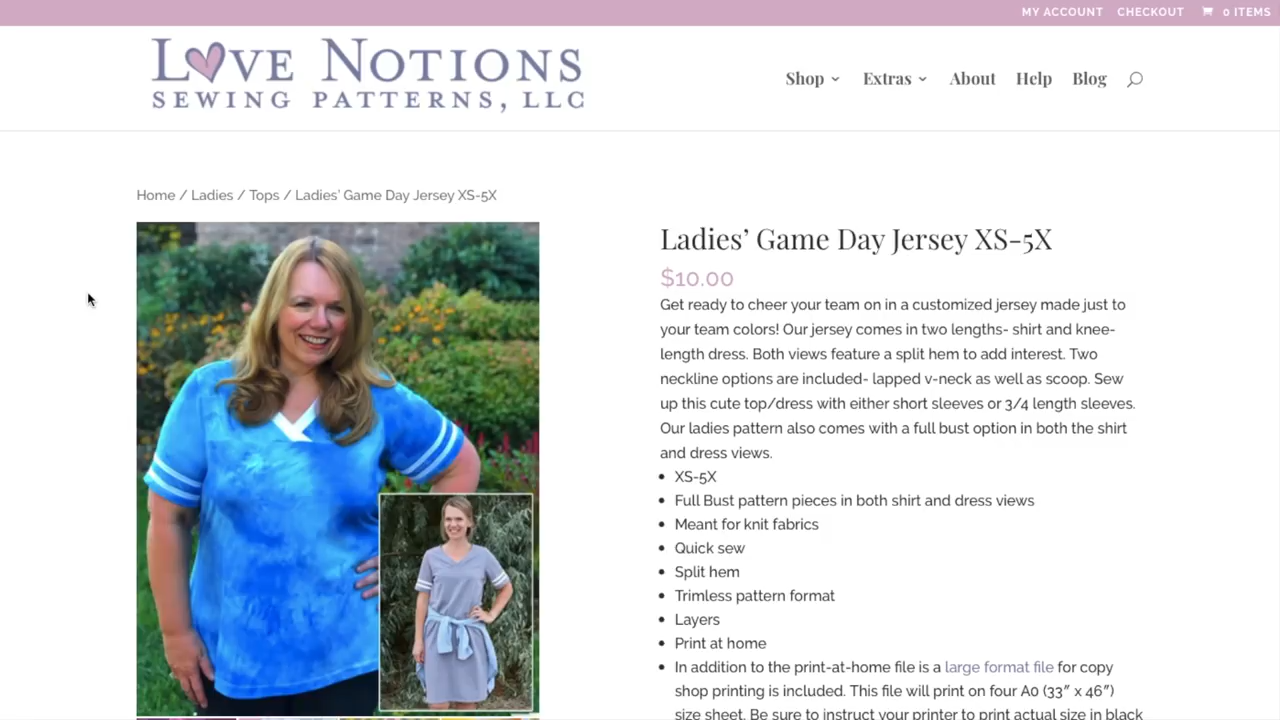 MY ACCOUNT CHECKOUT 0 ITEMS
LOVE NOTIONS
SEWING PATTERNS, LLC
Shop Extras About Help Blog
Home / Ladies / Tops / Ladies’ Game Day Jersey XS-5X
Ladies’ Game Day Jersey XS-5X
$10.00
Get ready to cheer your team on in a customized jersey made just to
your team colors! Our jersey comes in two lengths- shirt and knee-
length dress. Both views feature a split hem to add interest. Two
neckline options are included- lapped v-neck as well as scoop. Sew
up this cute top/dress with either short sleeves or 3/4 length sleeves.
Our ladies pattern also comes with a full bust option in both the shirt
and dress views.
• XS-5X
• Full Bust pattern pieces in both shirt and dress views
• Meant for knit fabrics
• Quick sew
• Split hem
• Trimless pattern format
• Layers
• Print at home
• In addition to the print-at-home file is a large format file for copy
shop printing is included. This file will print on four A0 (33″ x 46″)
size sheet. Be sure to instruct your printer to print actual size in black